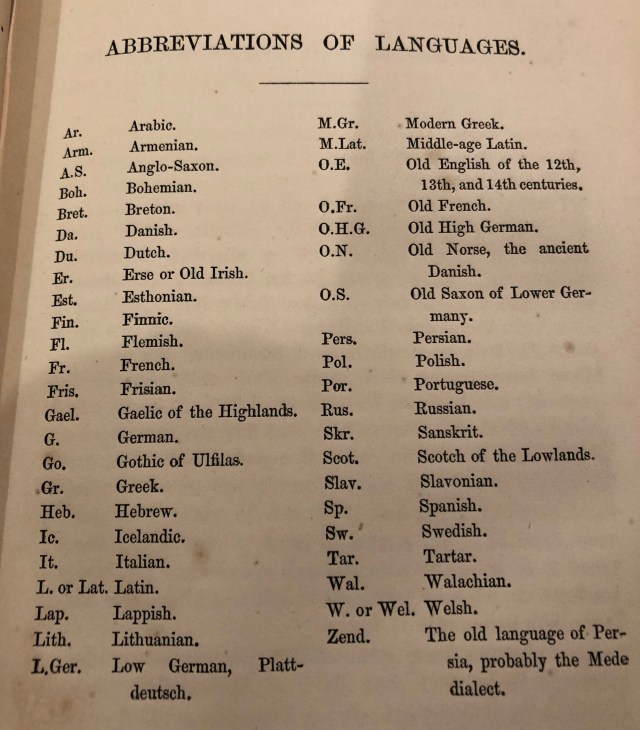 ABBREVIATIONS OF LANGUAGES.
Ar. Arabic.
Arm. Armenian.
A.S. Anglo-Saxon.
Boh. Bohemian.
Bret. Breton.
Da. Danish.
Du. Dutch.
Er. Erse or Old Irish.
Est. Esthonian.
Fin. Finnic.
Fl. Flemish.
Fr. French.
Fris. Frisian.
Gael. Gaelic of the Highlands.
G. German.
Go. Gothic of Ulfilas.
Gr. Greek.
Heb. Hebrew.
Ic. Icelandic.
It. Italian.
L. or Lat. Latin.
Lap. Lappish.
Lith. Lithuanian.
L.Ger. Low German, Platt-
deutsch.
M.Gr. Modern Greek.
M.Lat. Middle-age Latin.
O.E. Old English of the 12th,
13th, and 14th centuries.
O.Fr. Old French.
O.H.G. Old High German.
O.N. Old Norse, the ancient
Danish.
O.S. Old Saxon of Lower Ger-
many.
Pers. Persian.
Pol. Polish.
Por. Portuguese.
Rus. Russian.
Skr. Sanskrit.
Scot. Scotch of the Lowlands.
Slav. Slavonian.
Sp. Spanish.
Sw. Swedish.
Tar. Tartar.
Wal. Walachian.
W. or Wel. Welsh.
Zend. The old language of Per-
sia, probably the Mede
dialect.